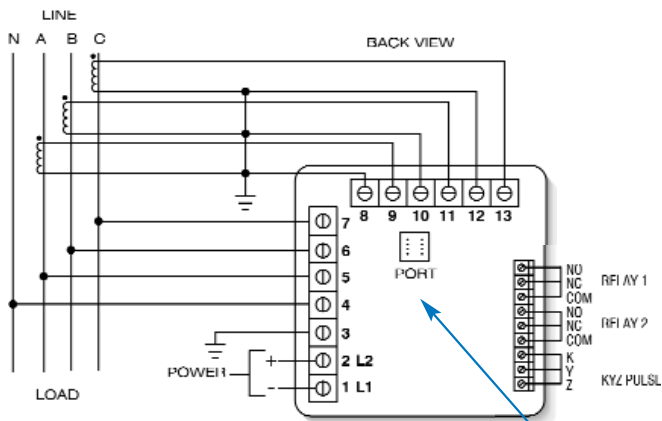 LINE
N A B C
BACK VIEW
8 9 10 11 12 13
7
6
5
4
3
2 L2
1 L1
PORT
POWER
+
-
LOAD
NO
NC RELAY 1
COM
NO
NC RELAY 2
COM
K
Y KYZ PULSE
Z